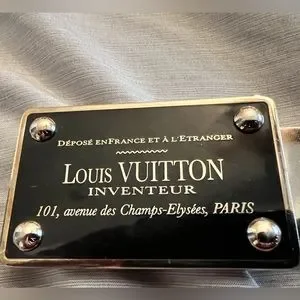 DÉPOSÉ ENFRANCE ET À L'ETRANGER
LOUIS VUITTON
INVENTEUR
101, avenue des Champs-Elysées, PARIS